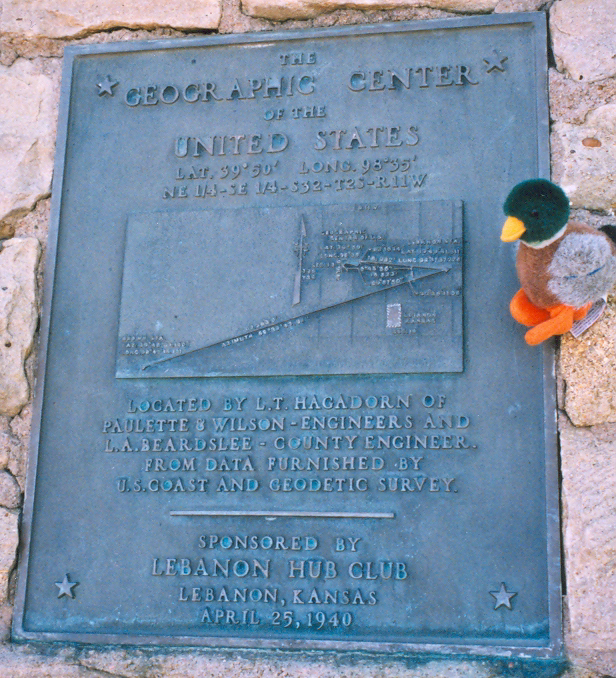 THE
GEOGRAPHIC CENTER
OF THE
UNITED STATES
LAT. 39°50′ LONG. 98°35′
NE 1/4 - SE 1/4 - S32 - T2S - R11W
LOCATED BY L.T. HAGADORN OF
PAULETTE & WILSON - ENGINEERS AND
L.A. BEARDSLEE - COUNTY ENGINEER.
FROM DATA FURNISHED BY
U.S. COAST AND GEODETIC SURVEY.
SPONSORED BY
LEBANON HUB CLUB
LEBANON, KANSAS
APRIL 25, 1940